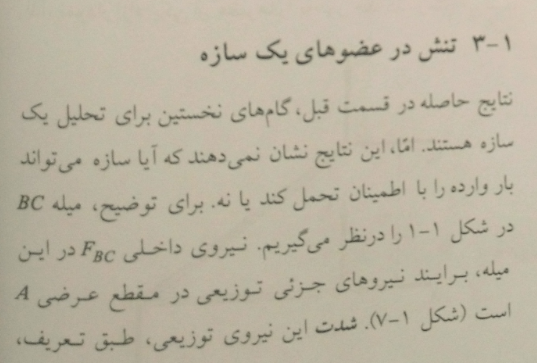 ۱-۳ تنش در عضوهای یک سازه
نتایج حاصله در قسمت قبل، گام‌های نخستین برای تحلیل یک
سازه هستند. امّا، این نتایج نشان نمی‌دهند که آیا سازه می‌تواند
بار وارده را با اطمینان تحمل کند یا نه. برای توضیح، میله BC
در شکل ۱-۱ را درنظر می‌گیریم. نیروی داخلی F_BC در این
میله، برایند نیروهای جزئی توزیعی در مقطع عرضی A
است (شکل ۱-۷). شدت این نیروی توزیعی، طبق تعریف،